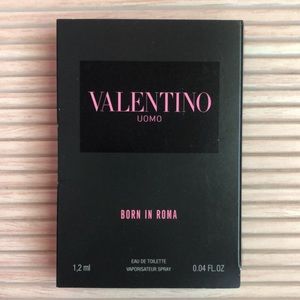 VALENTINO
UOMO
BORN IN ROMA
EAU DE TOILETTE
1,2 ml VAPORISATEUR SPRAY 0.04 FL.OZ